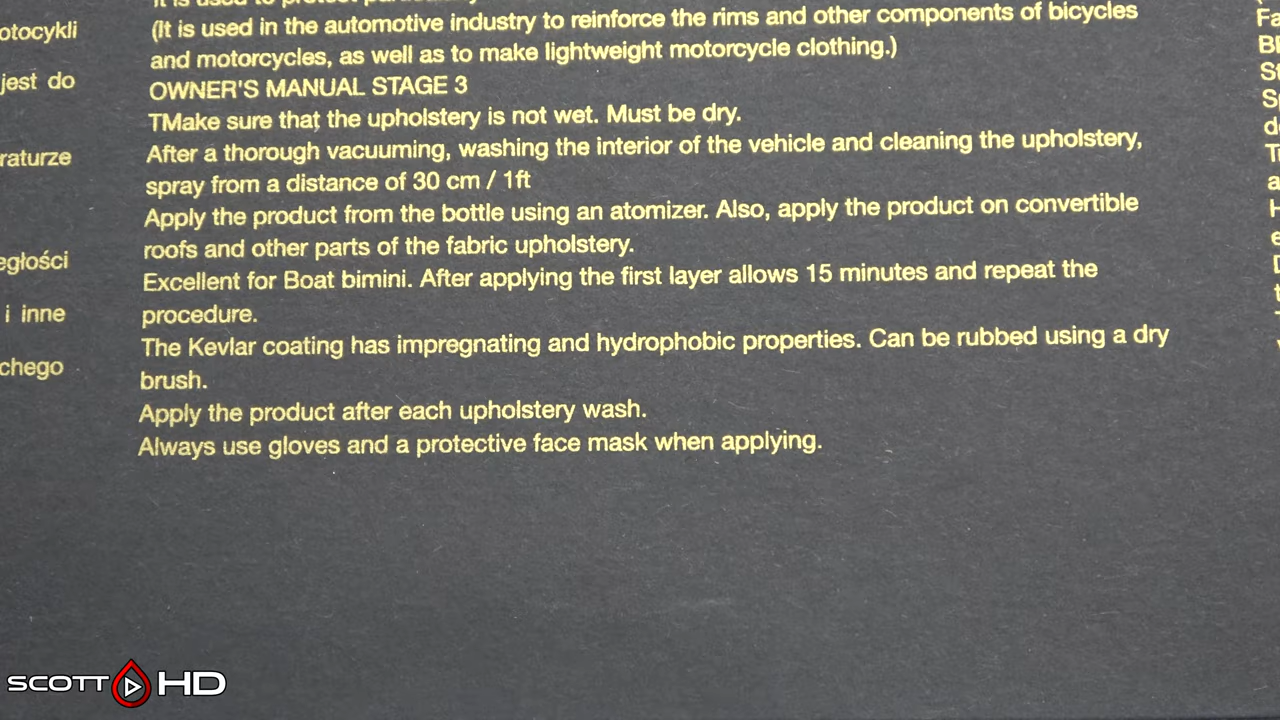 otocykli
jest do
raturze
egłości
i inne
chego
(It is used in the automotive industry to reinforce the rims and other components of bicycles
and motorcycles, as well as to make lightweight motorcycle clothing.)
OWNER'S MANUAL STAGE 3
TMake sure that the upholstery is not wet. Must be dry.
After a thorough vacuuming, washing the interior of the vehicle and cleaning the upholstery,
spray from a distance of 30 cm / 1ft
Apply the product from the bottle using an atomizer. Also, apply the product on convertible
roofs and other parts of the fabric upholstery.
Excellent for Boat bimini. After applying the first layer allows 15 minutes and repeat the
procedure.
The Kevlar coating has impregnating and hydrophobic properties. Can be rubbed using a dry
brush.
Apply the product after each upholstery wash.
Always use gloves and a protective face mask when applying.
SCOTT HD